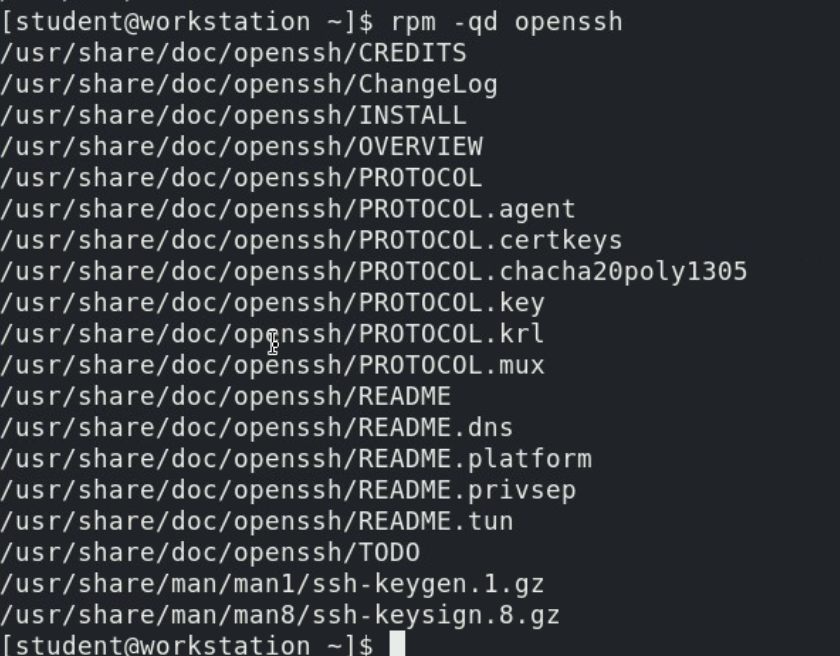 [student@workstation ~]$ rpm -qd openssh
/usr/share/doc/openssh/CREDITS
/usr/share/doc/openssh/ChangeLog
/usr/share/doc/openssh/INSTALL
/usr/share/doc/openssh/OVERVIEW
/usr/share/doc/openssh/PROTOCOL
/usr/share/doc/openssh/PROTOCOL.agent
/usr/share/doc/openssh/PROTOCOL.certkeys
/usr/share/doc/openssh/PROTOCOL.chacha20poly1305
/usr/share/doc/openssh/PROTOCOL.key
/usr/share/doc/openssh/PROTOCOL.krl
/usr/share/doc/openssh/PROTOCOL.mux
/usr/share/doc/openssh/README
/usr/share/doc/openssh/README.dns
/usr/share/doc/openssh/README.platform
/usr/share/doc/openssh/README.privsep
/usr/share/doc/openssh/README.tun
/usr/share/doc/openssh/TODO
/usr/share/man/man1/ssh-keygen.1.gz
/usr/share/man/man8/ssh-keysign.8.gz
[student@workstation ~]$